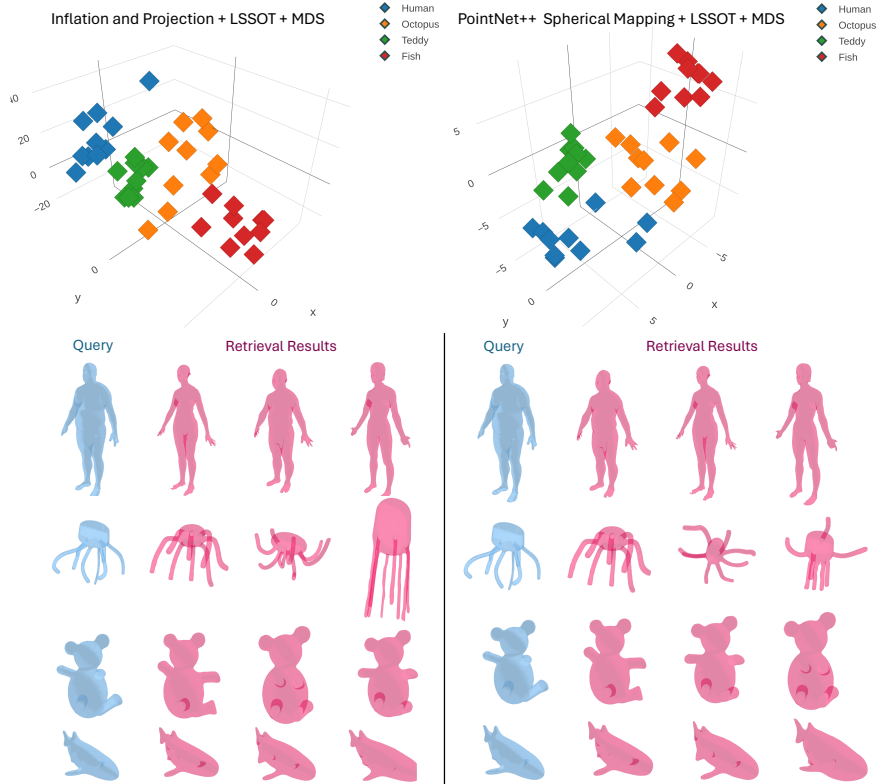 Inflation and Projection + LSSOT + MDS
Human
Octopus
Teddy
Fish
20
0
−20
0
y
0
x
PointNet++ Spherical Mapping + LSSOT + MDS
Human
Octopus
Teddy
Fish
5
0
−5
−5
0
y
5
0
−5
x
Query
Retrieval Results
Query
Retrieval Results